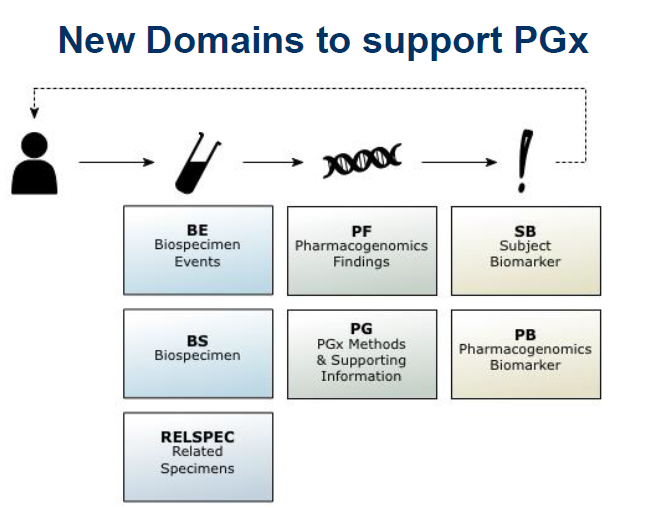 New Domains to support PGx
BE
Biospecimen
Events
PF
Pharmacogenomics
Findings
SB
Subject
Biomarker
BS
Biospecimen
PG
PGx Methods
& Supporting
Information
PB
Pharmacogenomics
Biomarker
RELSPEC
Related
Specimens